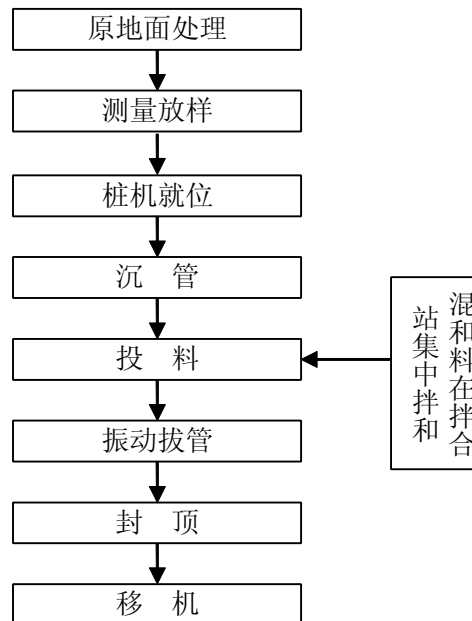 原地面处理
测量放样
桩机就位
沉 管
投 料
混和料在拌合
站集中拌和
振动拔管
封 顶
移 机